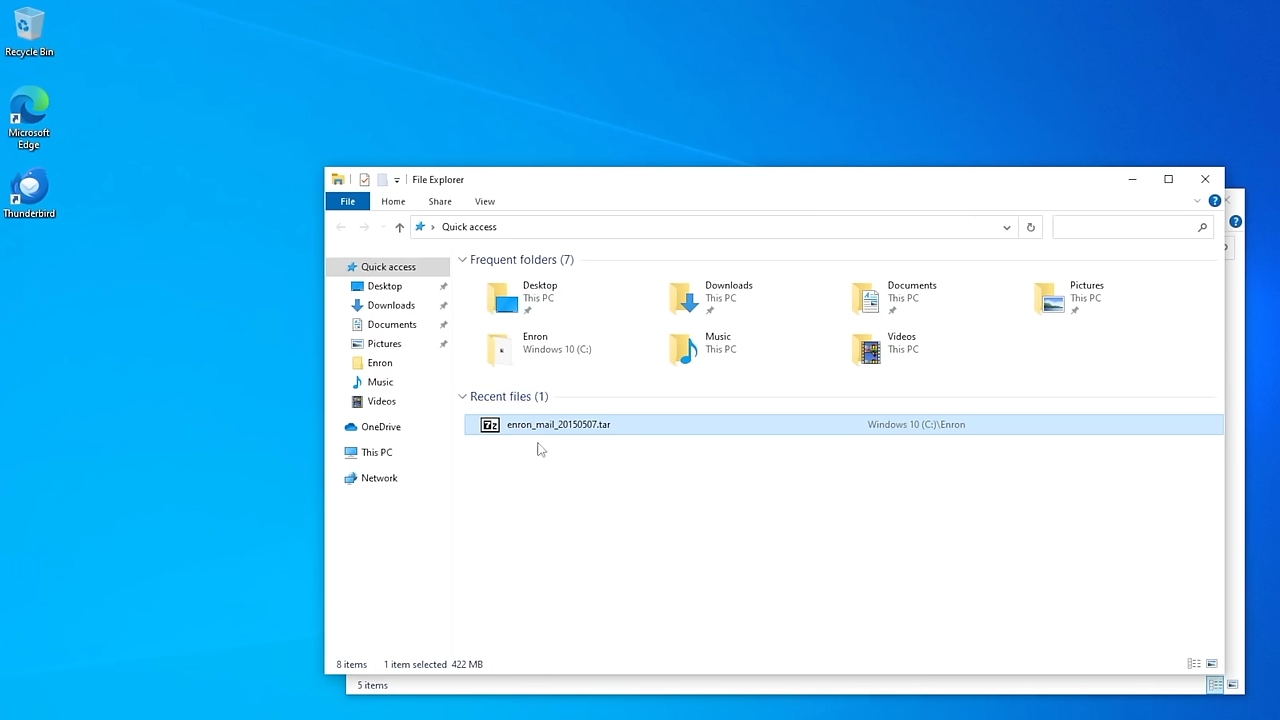 Recycle Bin
Microsoft
Edge
Thunderbird
File Explorer
File
Home
Share
View
Quick access
Quick access
Desktop
Downloads
Documents
Pictures
Enron
Music
Videos
OneDrive
This PC
Network
Frequent folders (7)
Desktop
This PC
Downloads
This PC
Documents
This PC
Pictures
This PC
Enron
Windows 10 (C:)
Music
This PC
Videos
This PC
Recent files (1)
enron_mail_20150507.tar
Windows 10 (C:)\Enron
8 items
1 item selected 422 MB
5 items